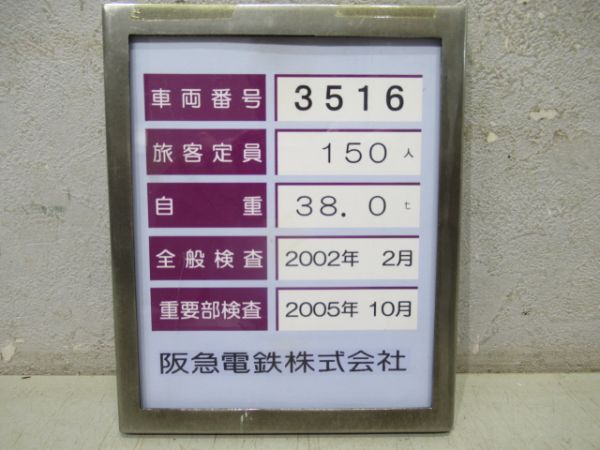 車両番号 3516
旅客定員 150人
自重 38.0t
全般検査 2002年 2月
重要部検査 2005年 10月
阪急電鉄株式会社